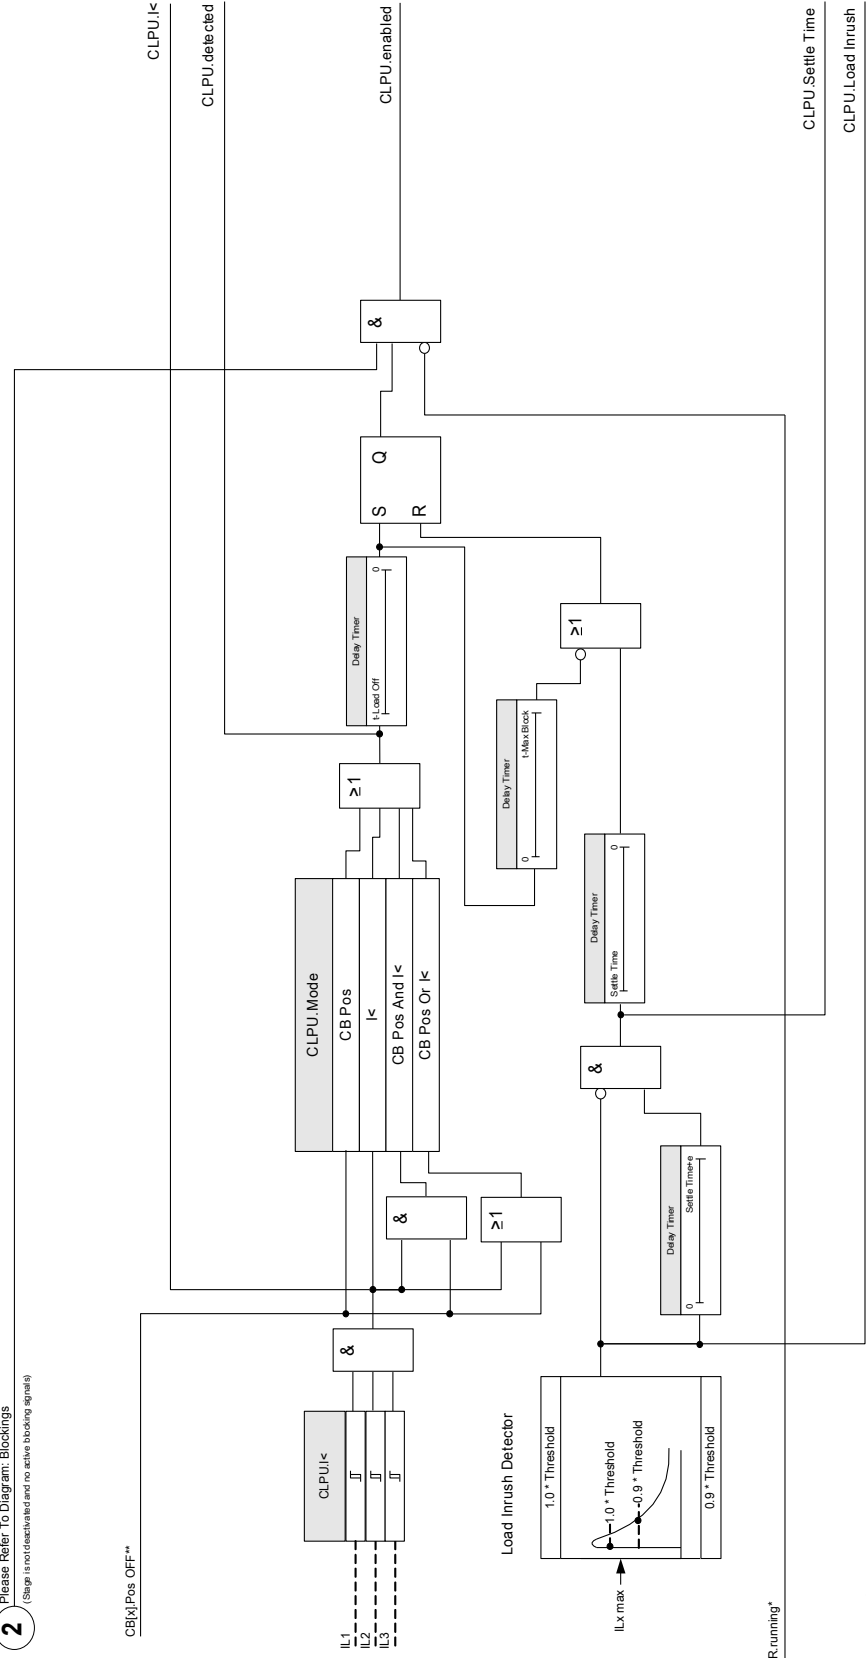 2
Please Refer To Diagram: Blockings
(Stage is not deactivated and no active blocking signals)
CB[x].Pos OFF**
IL1
IL2
IL3
CLPU.I<
&
CLPU.Mode
CB Pos
I<
CB Pos And I<
CB Pos Or I<
&
≥1
≥1
Delay Timer
t-Load Off
0
S
R
Q
&
CLPU.I<
CLPU.detected
CLPU.enabled
Delay Timer
0
t-Max Block
≥1
Load Inrush Detector
1.0 * Threshold
1.0 * Threshold
0.9 * Threshold
0.9 * Threshold
ILx max
Delay Timer
0
Settle Time+e
&
Delay Timer
Settle Time
0
CLPU.Settle Time
CLPU.Load Inrush
R.running*